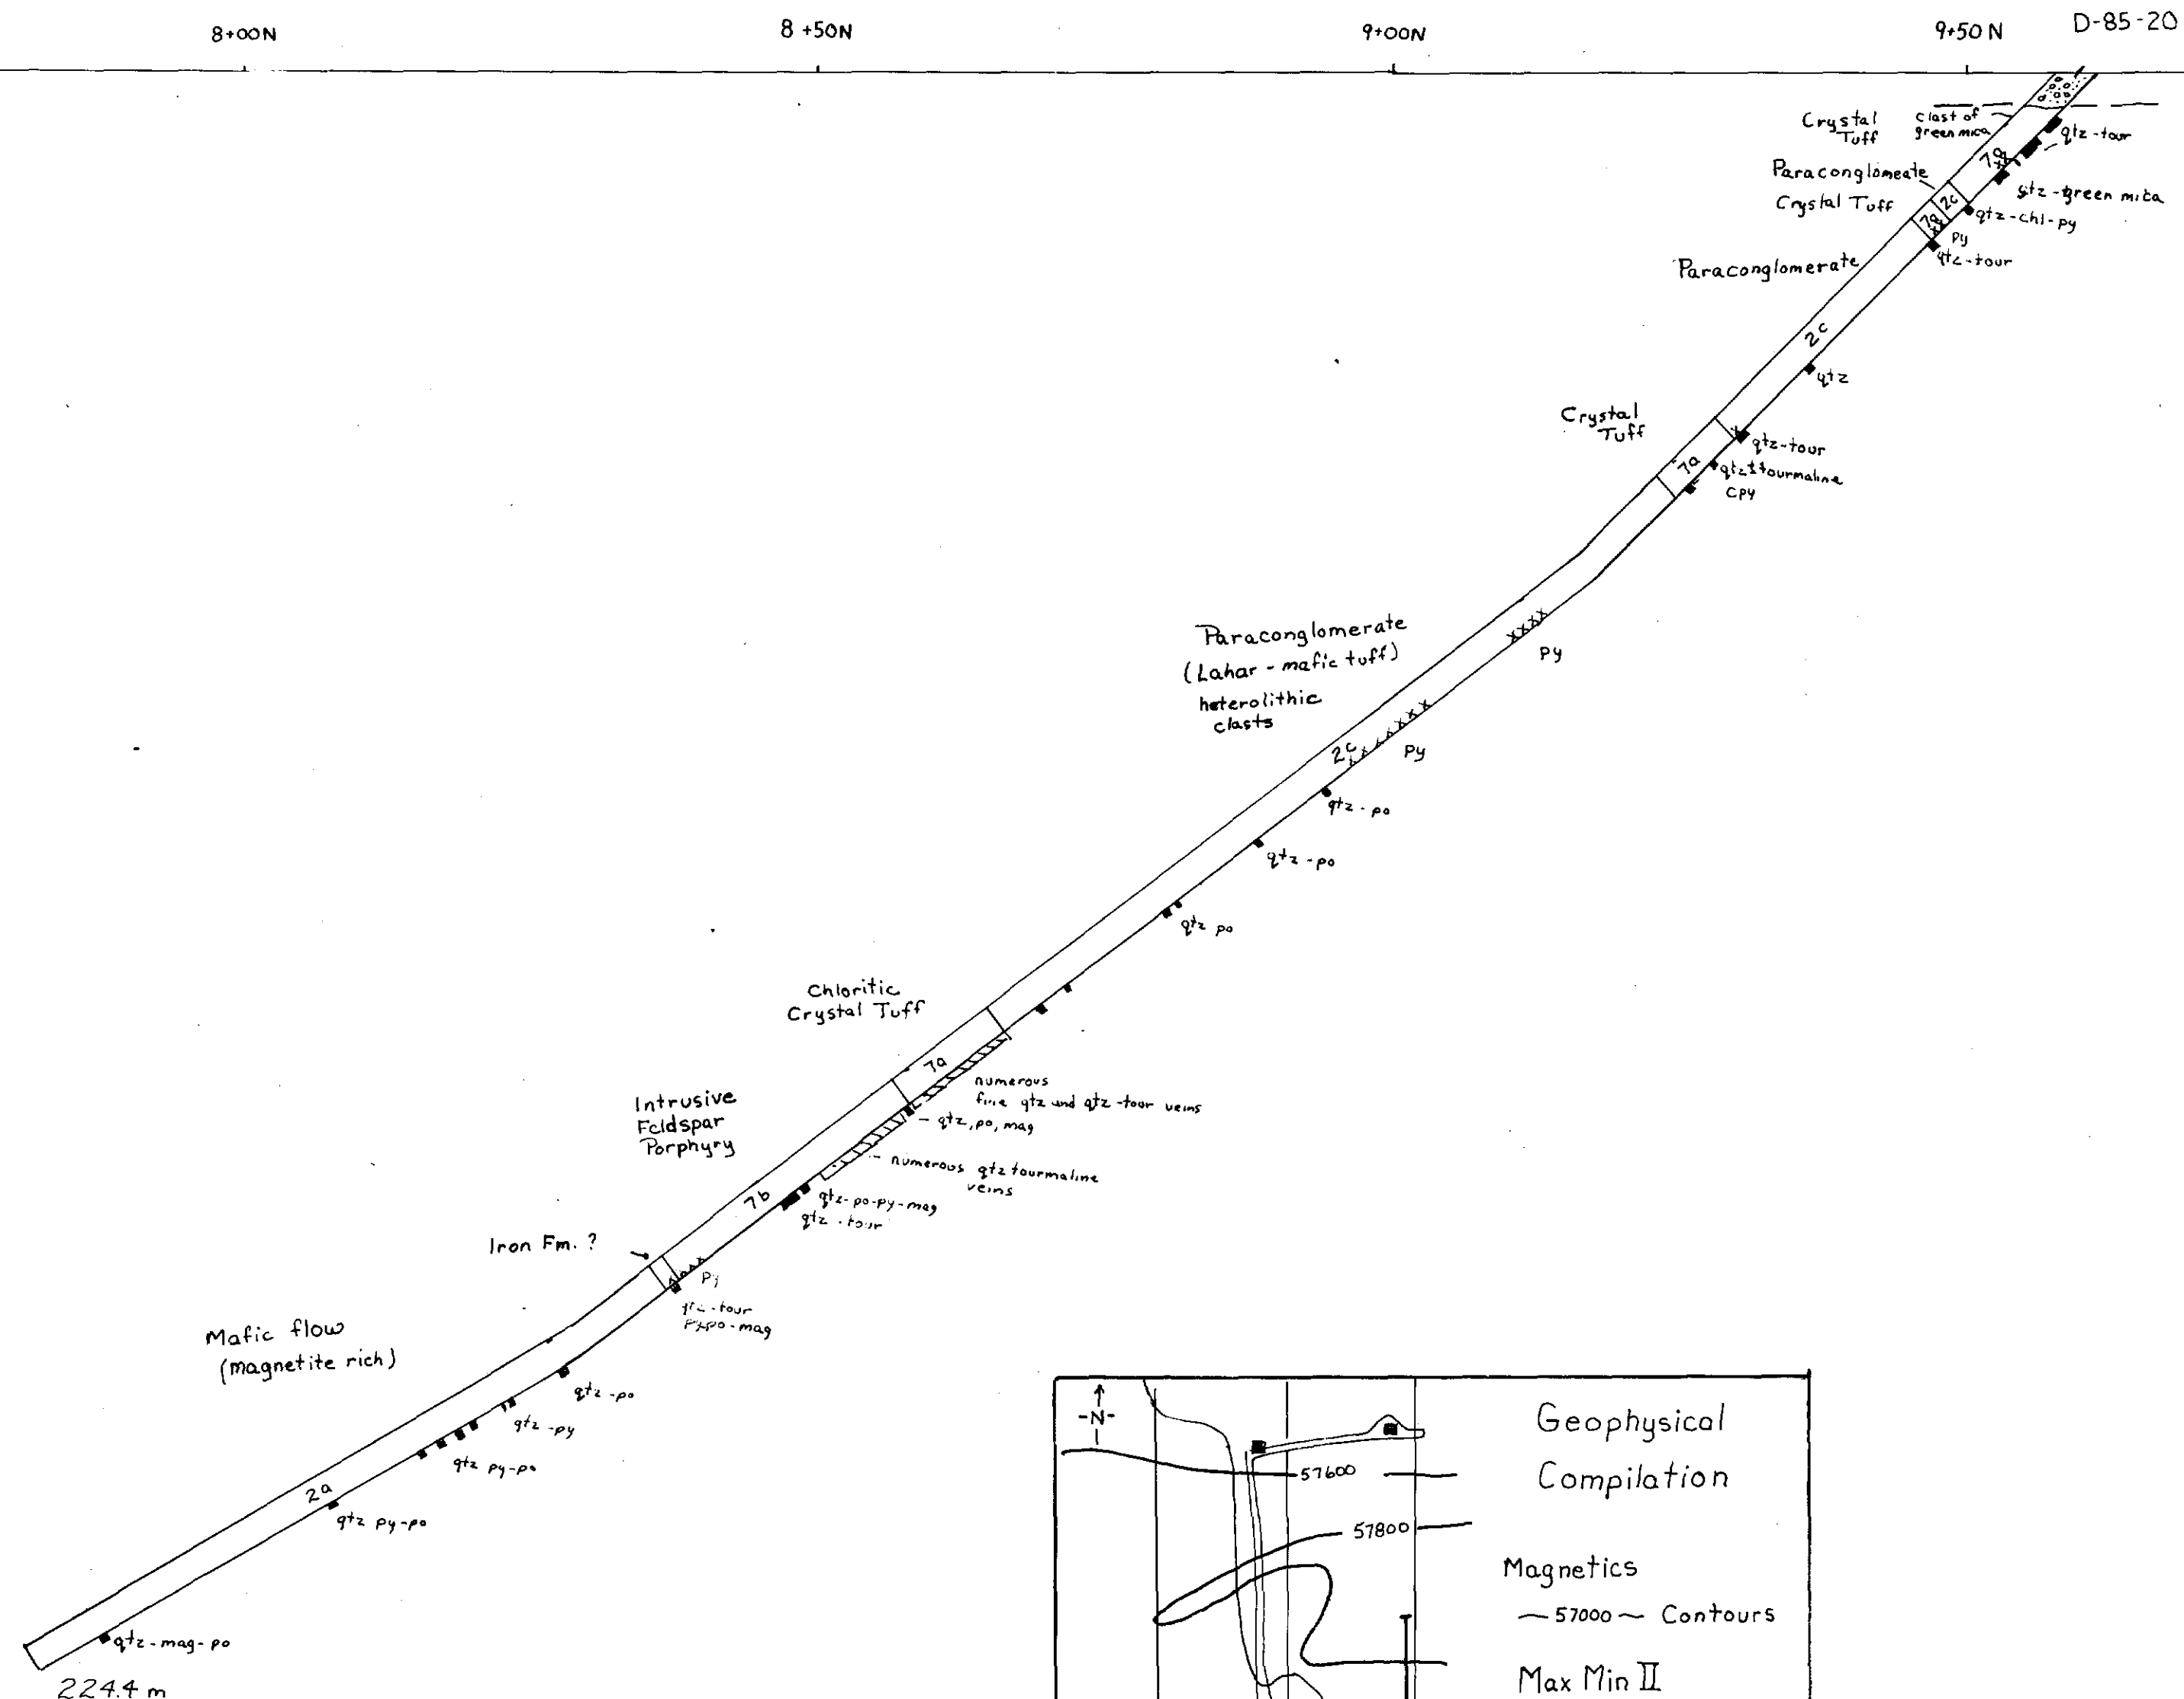 8+00N
8+50N
9+00N
9+50N
D-85-20
Crystal
Tuff
clast of
green mica
qtz-tour
7a
Paraconglomeate
Crystal Tuff
2c
qtz-green mica
7a
qtz-chl-py
py
qtz-tour
Paraconglomerate
2c
qtz
Crystal
Tuff
qtz-tour
7a
qtz±tourmaline
cpy
Paraconglomerate
(Lahar - mafic tuff)
heterolithic
clasts
py
2c
py
qtz-po
qtz-po
qtz po
Chloritic
Crystal Tuff
7a
numerous
fine qtz and qtz-tour veins
qtz, po, mag
Intrusive
Feldspar
Porphyry
numerous qtz tourmaline
veins
7b
qtz-po-py-mag
qtz-tour
Iron Fm. ?
py
qtz-tour
py-po-mag
Mafic flow
(magnetite rich)
qtz-po
qtz-py
qtz py-po
2a
qtz py-po
qtz-mag-po
224.4 m
-N-
Geophysical
Compilation
57600
57800
Magnetics
57000 Contours
Max Min II